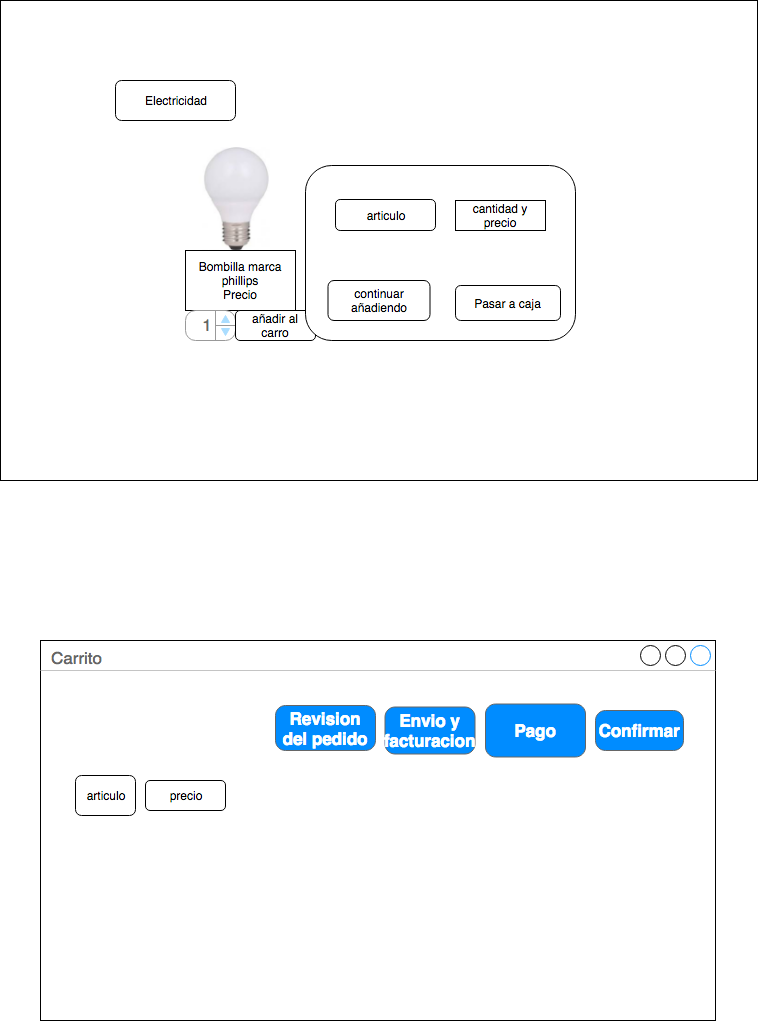 Electricidad
articulo
cantidad y
precio
Bombilla marca
phillips
Precio
continuar
añadiendo
Pasar a caja
1
añadir al
carro
Carrito
Revision
del pedido
Envio y
facturacion
Pago
Confirmar
articulo
precio